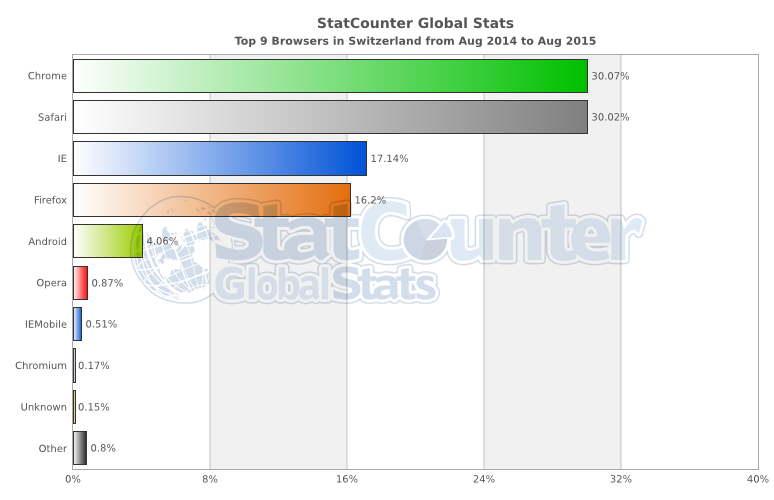 StatCounter Global Stats
Top 9 Browsers in Switzerland from Aug 2014 to Aug 2015
Chrome 30.07%
Safari 30.02%
IE 17.14%
Firefox 16.2%
StatCounter
Android 4.06%
GlobalStats
Opera 0.87%
IEMobile 0.51%
Chromium 0.17%
Unknown 0.15%
Other 0.8%
0% 8% 16% 24% 32% 40%